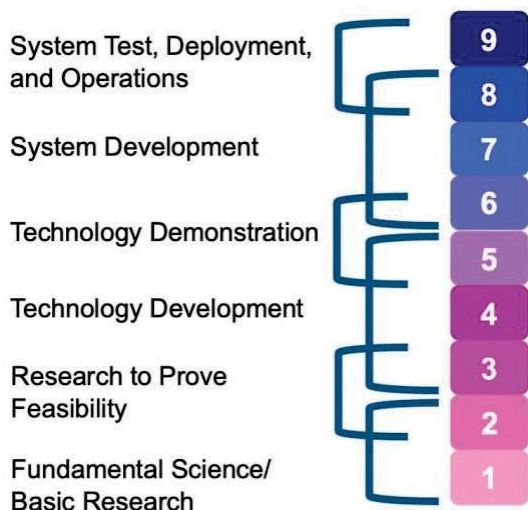 System Test, Deployment,
and Operations
System Development
Technology Demonstration
Technology Development
Research to Prove
Feasibility
Fundamental Science/
Basic Research
9
8
7
6
5
4
3
2
1